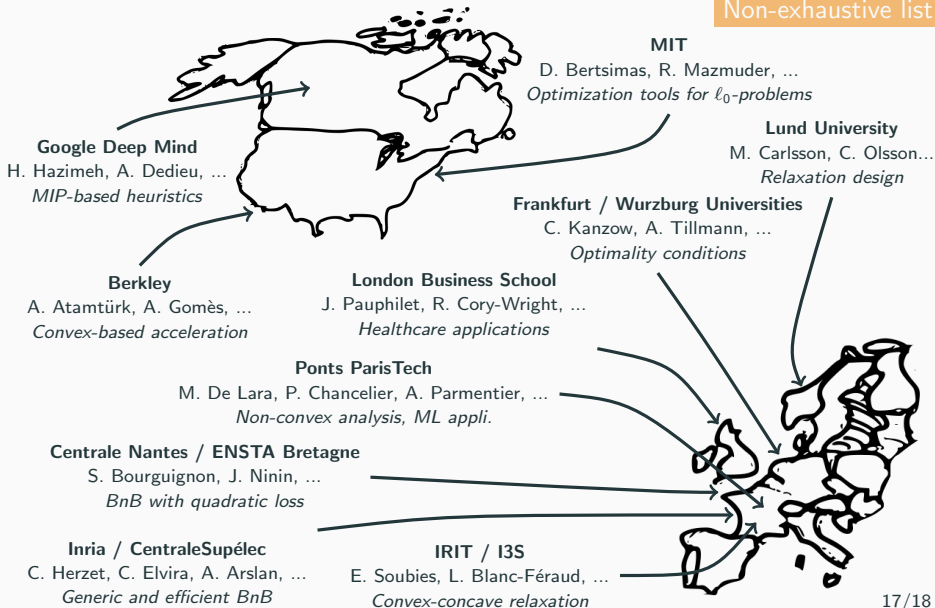 Non-exhaustive list
MIT
D. Bertsimas, R. Mazmuder, ...
Optimization tools for ℓ₀-problems
Lund University
M. Carlsson, C. Olsson...
Relaxation design
Google Deep Mind
H. Hazimeh, A. Dedieu, ...
MIP-based heuristics
Frankfurt / Wurzburg Universities
C. Kanzow, A. Tillmann, ...
Optimality conditions
Berkley
A. Atamtürk, A. Gomès, ...
Convex-based acceleration
London Business School
J. Pauphilet, R. Cory-Wright, ...
Healthcare applications
Ponts ParisTech
M. De Lara, P. Chancelier, A. Parmentier, ...
Non-convex analysis, ML appli.
Centrale Nantes / ENSTA Bretagne
S. Bourguignon, J. Ninin, ...
BnB with quadratic loss
Inria / CentraleSupélec
C. Herzet, C. Elvira, A. Arslan, ...
Generic and efficient BnB
IRIT / I3S
E. Soubies, L. Blanc-Féraud, ...
Convex-concave relaxation
17/18